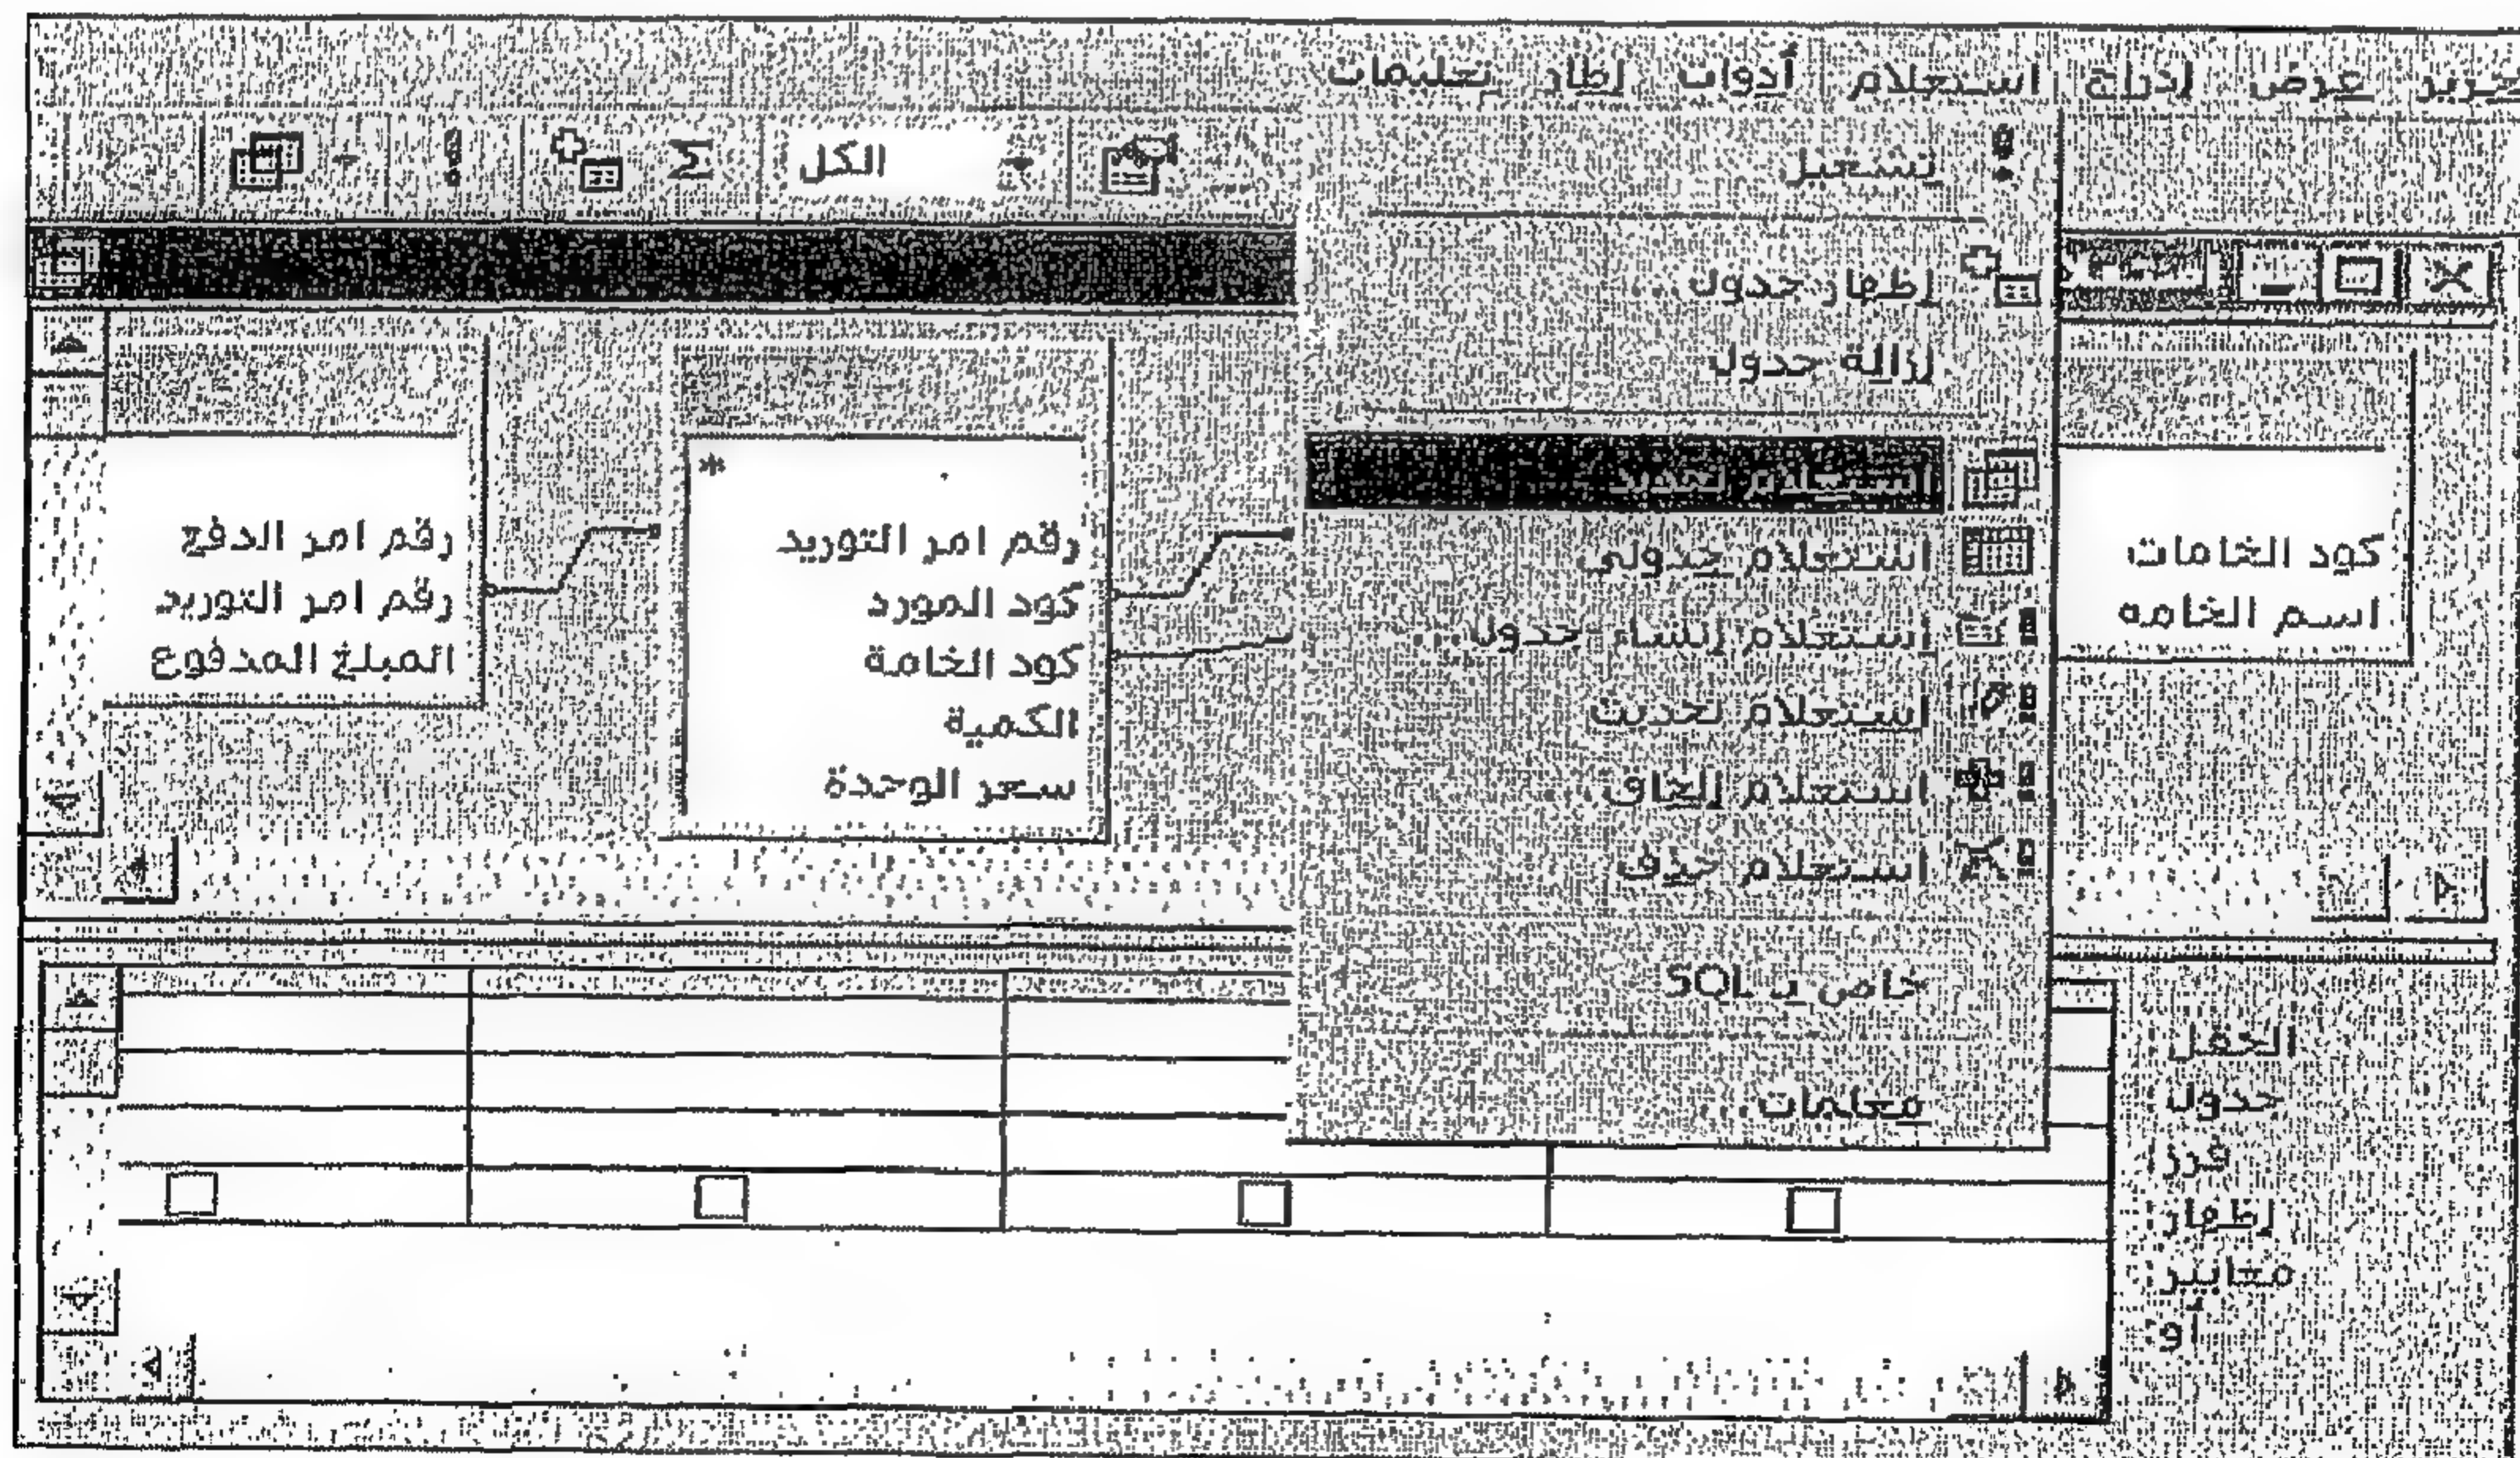 تحرير عرض إدراج استعلام أدوات إطار تعليمات
تشغيل
الكل
إظهار جدول...
إزالة جدول
استعلام تحديد
استعلام جدولي
استعلام إنشاء جدول...
استعلام تحديث
استعلام إلحاق...
استعلام حذف
خاص بـ SQL
معلمات...
كود الخامات
اسم الخامه
*
رقم امر التوريد
كود المورد
كود الخامة
الكمية
سعر الوحدة
رقم امر الدفع
رقم امر التوريد
المبلغ المدفوع
الحقل
جدول
فرز
إظهار
معايير
أو